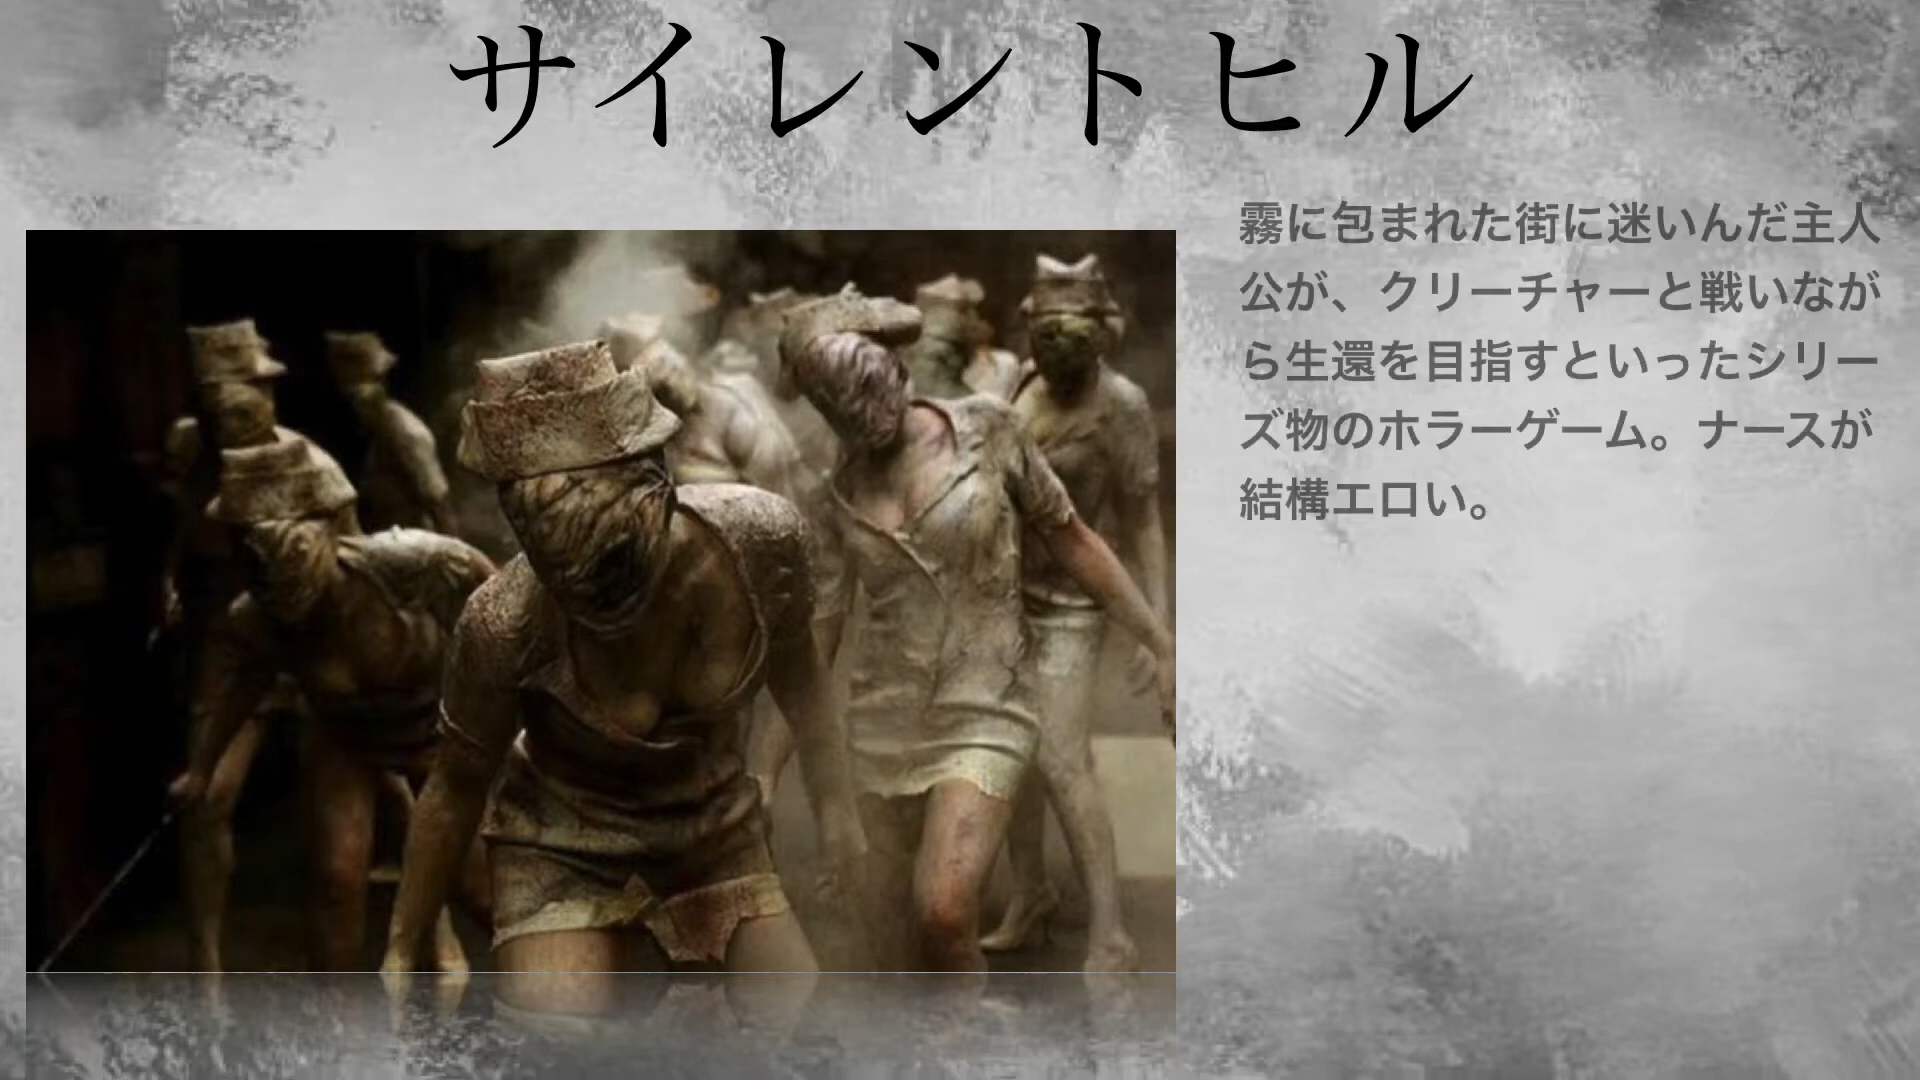 サイレントヒル
霧に包まれた街に迷いんだ主人
公が、クリーチャーと戦いなが
ら生還を目指すといったシリー
ズ物のホラーゲーム。ナースが
結構エロい。